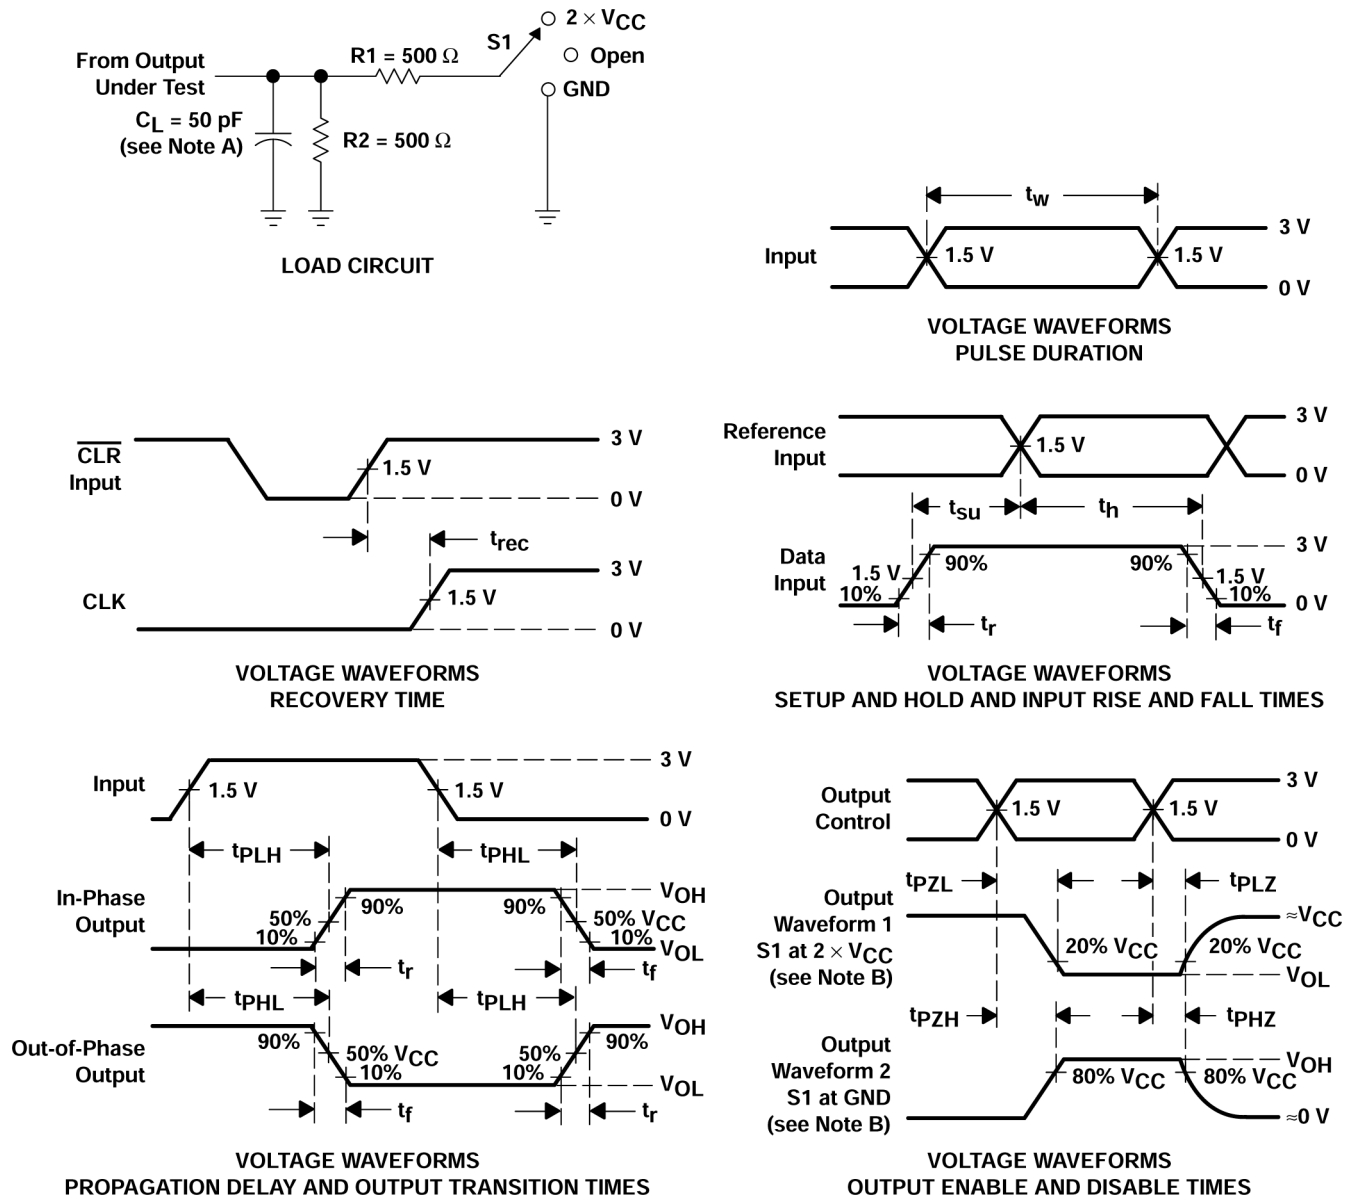 2 × VCC
S1
Open
R1 = 500 Ω
From Output
Under Test
GND
CL = 50 pF
(see Note A)
R2 = 500 Ω
LOAD CIRCUIT
tw
3 V
Input
1.5 V
1.5 V
0 V
VOLTAGE WAVEFORMS
PULSE DURATION
CLR
Input
3 V
1.5 V
0 V
trec
CLK
3 V
1.5 V
0 V
VOLTAGE WAVEFORMS
RECOVERY TIME
Reference
Input
3 V
1.5 V
0 V
tsu
th
Data
Input
3 V
90%
90%
1.5 V
1.5 V
10%
10%
0 V
tr
tf
VOLTAGE WAVEFORMS
SETUP AND HOLD AND INPUT RISE AND FALL TIMES
Input
3 V
1.5 V
1.5 V
0 V
tPLH
tPHL
In-Phase
Output
VOH
90%
90%
50%
50% VCC
10%
10%
VOL
tr
tf
tPHL
tPLH
Out-of-Phase
Output
VOH
90%
90%
50% VCC
50%
10%
10%
VOL
tf
tr
VOLTAGE WAVEFORMS
PROPAGATION DELAY AND OUTPUT TRANSITION TIMES
Output
Control
3 V
1.5 V
1.5 V
0 V
tPZL
tPLZ
Output
Waveform 1
S1 at 2 × VCC
(see Note B)
≈VCC
20% VCC
20% VCC
VOL
tPZH
tPHZ
Output
Waveform 2
S1 at GND
(see Note B)
VOH
80% VCC
80% VCC
≈0 V
VOLTAGE WAVEFORMS
OUTPUT ENABLE AND DISABLE TIMES